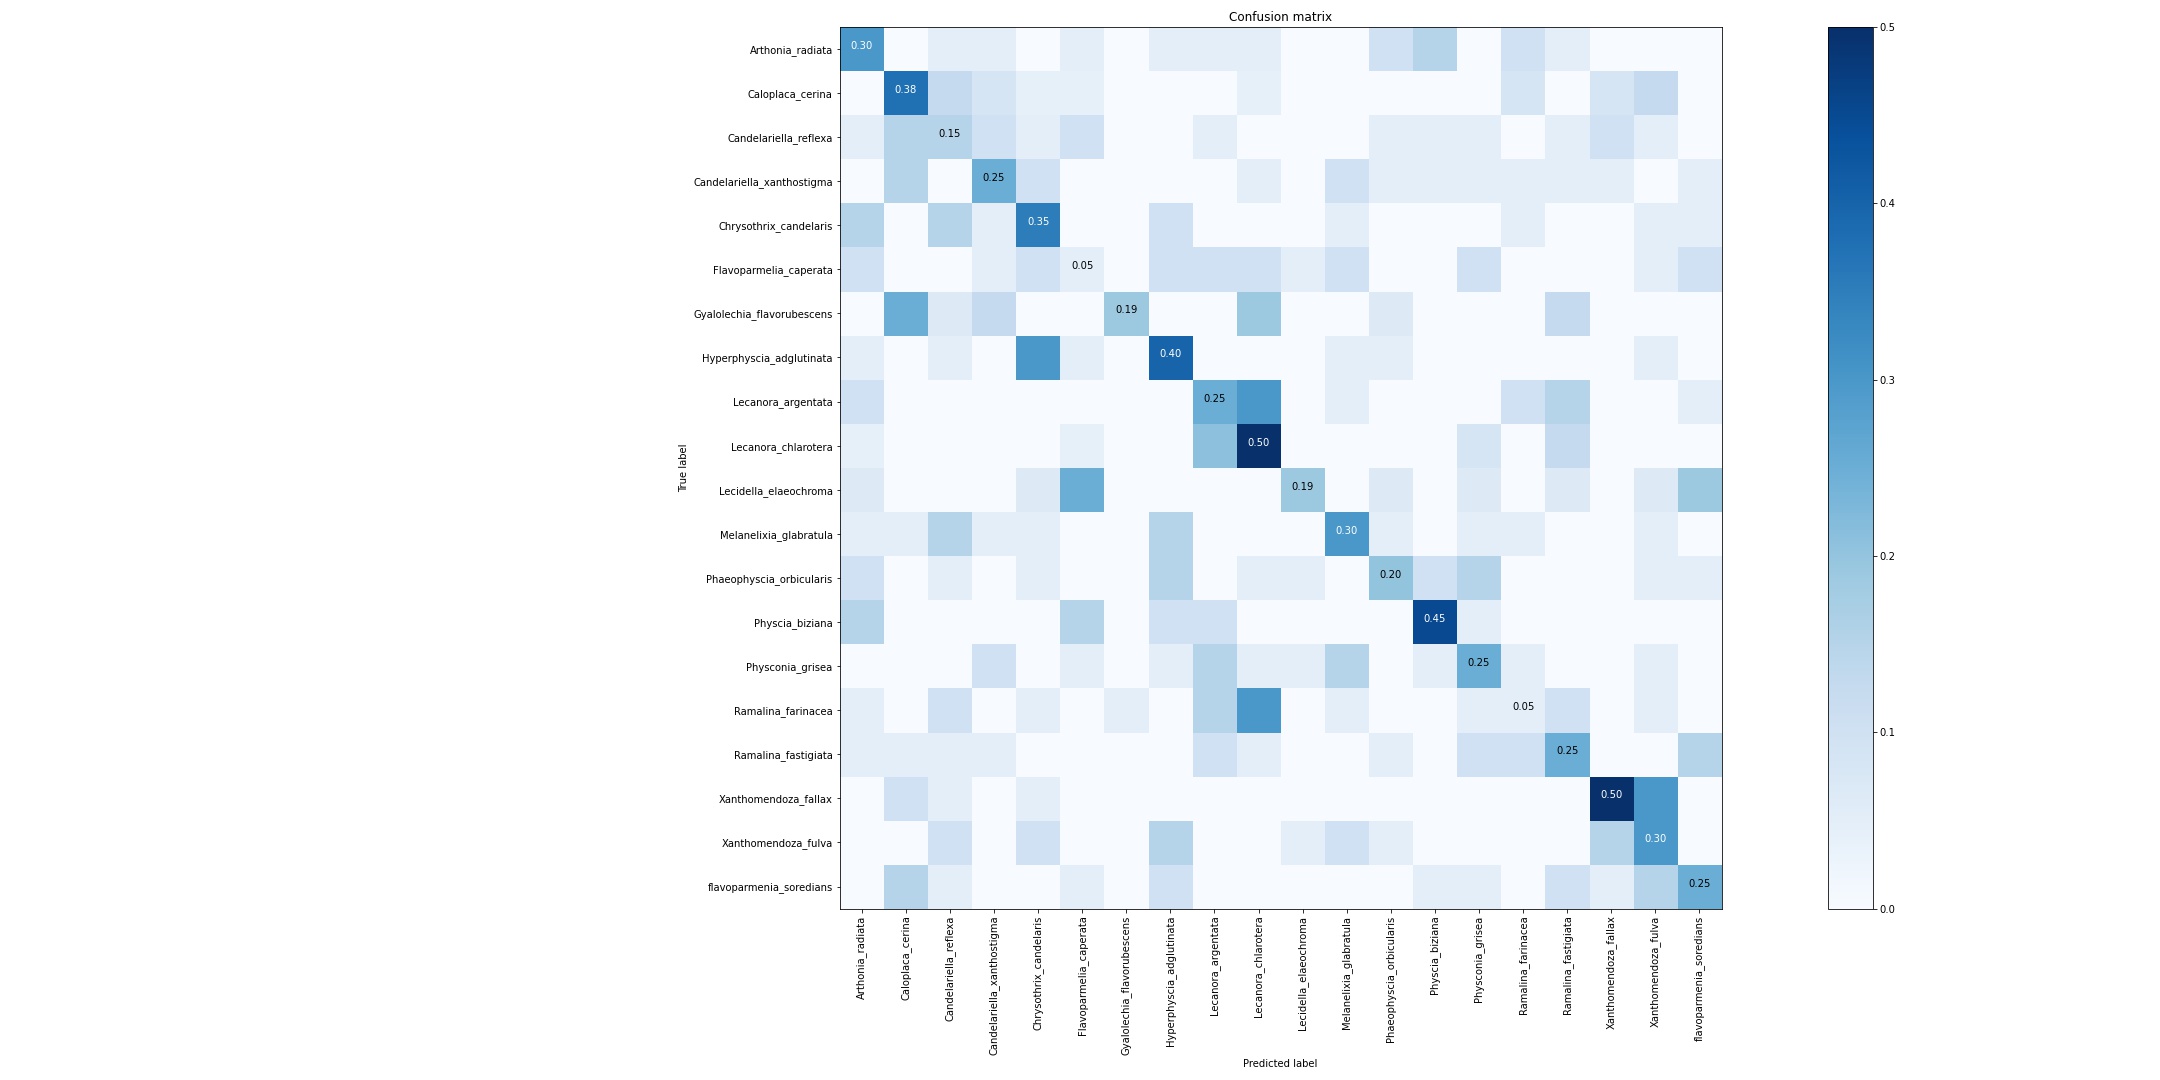 Confusion matrix
Arthonia_radiata
Caloplaca_cerina
Candelariella_reflexa
Candelariella_xanthostigma
Chrysothrix_candelaris
Flavoparmelia_caperata
Gyalolechia_flavorubescens
Hyperphyscia_adglutinata
Lecanora_argentata
Lecanora_chlarotera
Lecidella_elaeochroma
Melanelixia_glabratula
Phaeophyscia_orbicularis
Physcia_biziana
Physconia_grisea
Ramalina_farinacea
Ramalina_fastigiata
Xanthomendoza_fallax
Xanthomendoza_fulva
flavoparmenia_soredians
True label
0.30
0.38
0.15
0.25
0.35
0.05
0.19
0.40
0.25
0.50
0.19
0.30
0.20
0.45
0.25
0.05
0.25
0.50
0.30
0.25
Arthonia_radiata
Caloplaca_cerina
Candelariella_reflexa
Candelariella_xanthostigma
Chrysothrix_candelaris
Flavoparmelia_caperata
Gyalolechia_flavorubescens
Hyperphyscia_adglutinata
Lecanora_argentata
Lecanora_chlarotera
Lecidella_elaeochroma
Melanelixia_glabratula
Phaeophyscia_orbicularis
Physcia_biziana
Physconia_grisea
Ramalina_farinacea
Ramalina_fastigiata
Xanthomendoza_fallax
Xanthomendoza_fulva
flavoparmenia_soredians
Predicted label
0.5
0.4
0.3
0.2
0.1
0.0